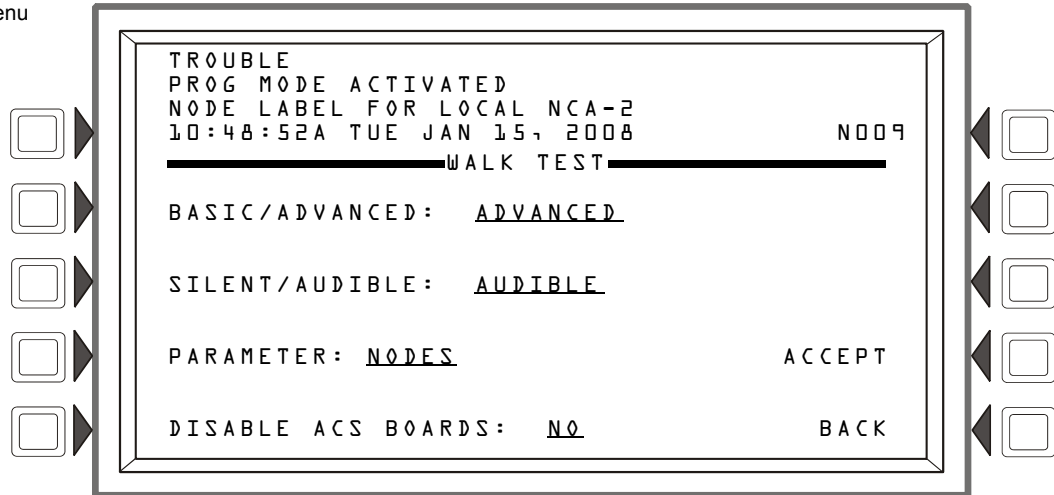 enu
TROUBLE
PROG MODE ACTIVATED
NODE LABEL FOR LOCAL NCA-2
10:48:52A TUE JAN 15, 2008 N009
WALK TEST
BASIC/ADVANCED: ADVANCED
SILENT/AUDIBLE: AUDIBLE
PARAMETER: NODES ACCEPT
DISABLE ACS BOARDS: NO BACK